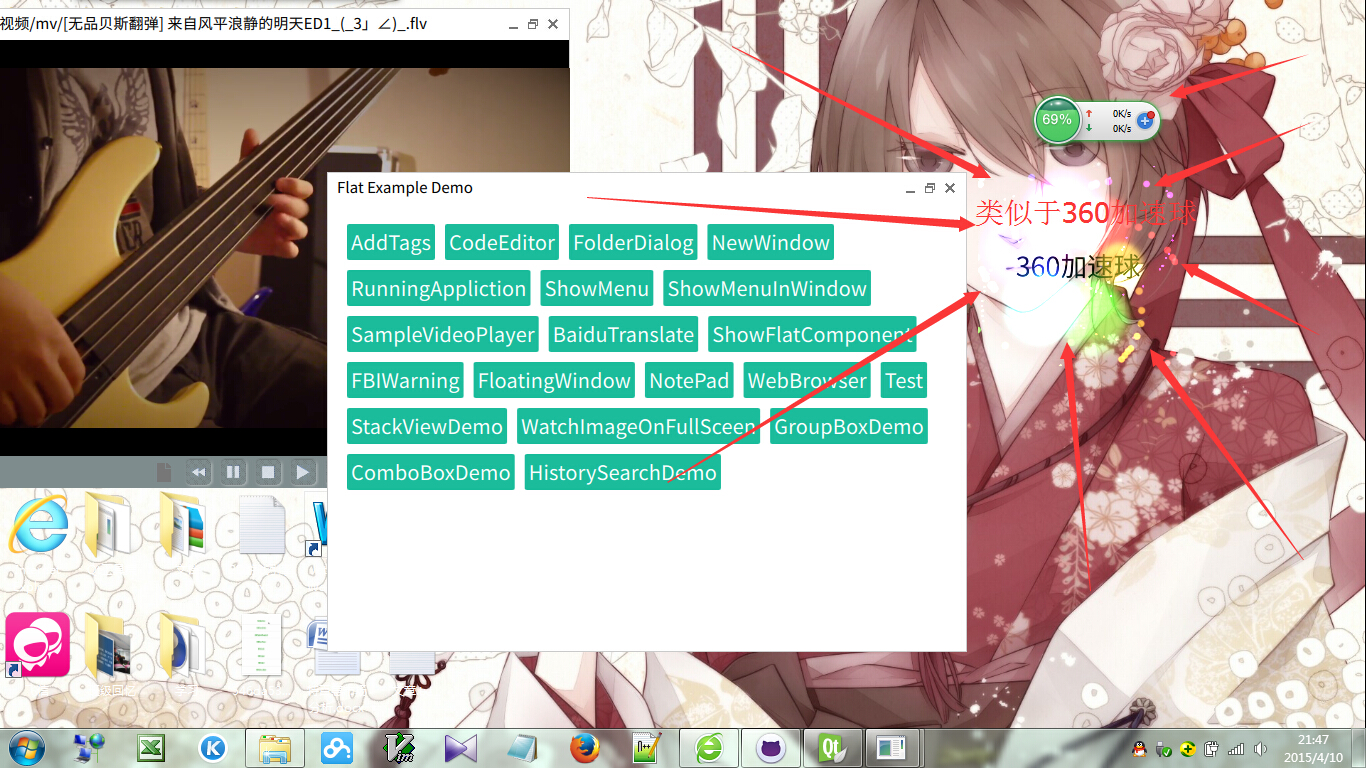 视频/mv/[无品贝斯翻弹] 来自风平浪静的明天ED1_(_3」∠)_.flv
69%
0K/s
0K/s
Flat Example Demo
类似于360加速球
360加速球
AddTags CodeEditor FolderDialog NewWindow
RunningAppliction ShowMenu ShowMenuInWindow
SampleVideoPlayer BaiduTranslate ShowFlatComponent
FBIWarning FloatingWindow NotePad WebBrowser Test
StackViewDemo WatchImageOnFullSceen GroupBoxDemo
ComboBoxDemo HistorySearchDemo
21:47
2015/4/10